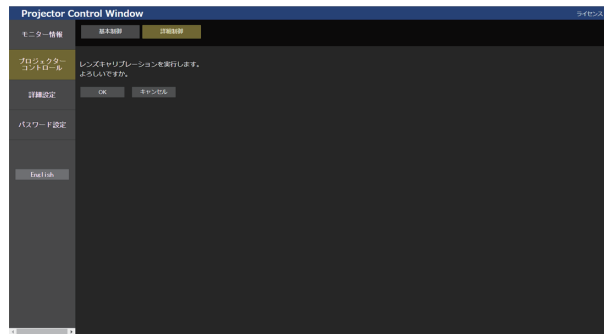 Projector Control Window
ライセンス
モニター情報
基本制御
詳細制御
プロジェクター
コントロール
レンズキャリブレーションを実行します。
よろしいですか。
詳細設定
OK
キャンセル
パスワード設定
English